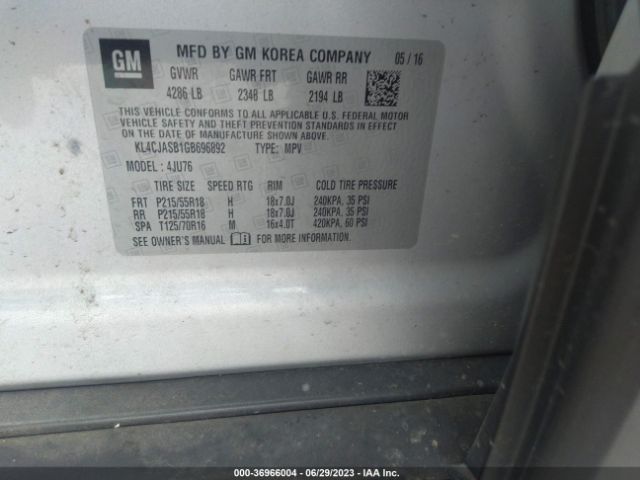 GM MFD BY GM KOREA COMPANY 05/16
GVWR GAWR FRT GAWR RR
4286 LB 2348 LB 2194 LB
THIS VEHICLE CONFORMS TO ALL APPLICABLE U.S. FEDERAL MOTOR
VEHICLE SAFETY AND THEFT PREVENTION STANDARDS IN EFFECT
ON THE DATE OF MANUFACTURE SHOWN ABOVE.
KL4CJASB1GB696892 TYPE: MPV
MODEL: 4JU76
TIRE SIZE SPEED RTG RIM COLD TIRE PRESSURE
FRT P215/55R18 H 18x7.0J 240KPA, 35 PSI
RR P215/55R18 H 18x7.0J 240KPA, 35 PSI
SPA T125/70R16 M 16x4.0T 420KPA, 60 PSI
SEE OWNER'S MANUAL FOR MORE INFORMATION.
000-36966004 - 06/29/2023 - IAA Inc.